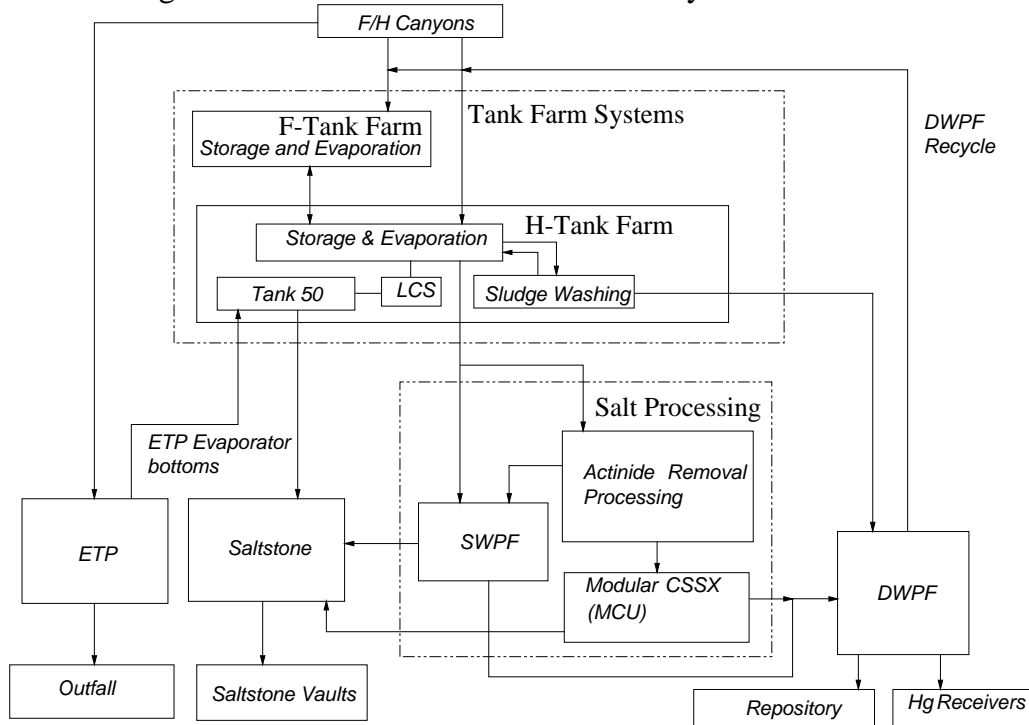 F/H Canyons
Tank Farm Systems
F-Tank Farm
Storage and Evaporation
DWPF
Recycle
H-Tank Farm
Storage & Evaporation
Tank 50
LCS
Sludge Washing
Salt Processing
ETP Evaporator
bottoms
Actinide Removal
Processing
ETP
Saltstone
SWPF
Modular CSSX
(MCU)
DWPF
Outfall
Saltstone Vaults
Repository
Hg Receivers